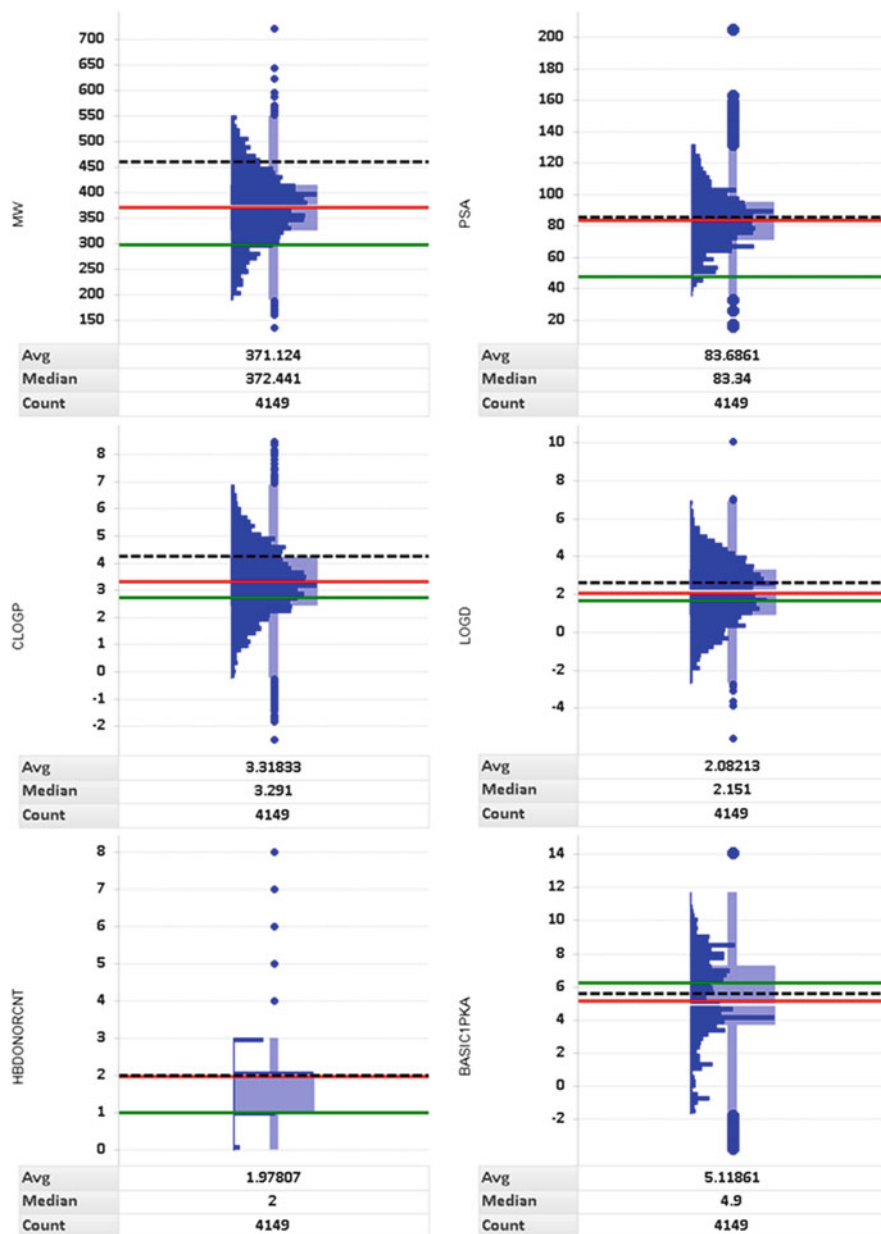 700
650
600
550
500
450
400
350
300
250
200
150
MW
Avg 371.124
Median 372.441
Count 4149
200
180
160
140
120
100
80
60
40
20
PSA
Avg 83.6861
Median 83.34
Count 4149
8
7
6
5
4
3
2
1
0
-1
-2
CLOGP
Avg 3.31833
Median 3.291
Count 4149
10
8
6
4
2
0
-2
-4
LOGD
Avg 2.08213
Median 2.151
Count 4149
8
7
6
5
4
3
2
1
0
HBDONORCNT
Avg 1.97807
Median 2
Count 4149
14
12
10
8
6
4
2
0
-2
BASIC1PKA
Avg 5.11861
Median 4.9
Count 4149